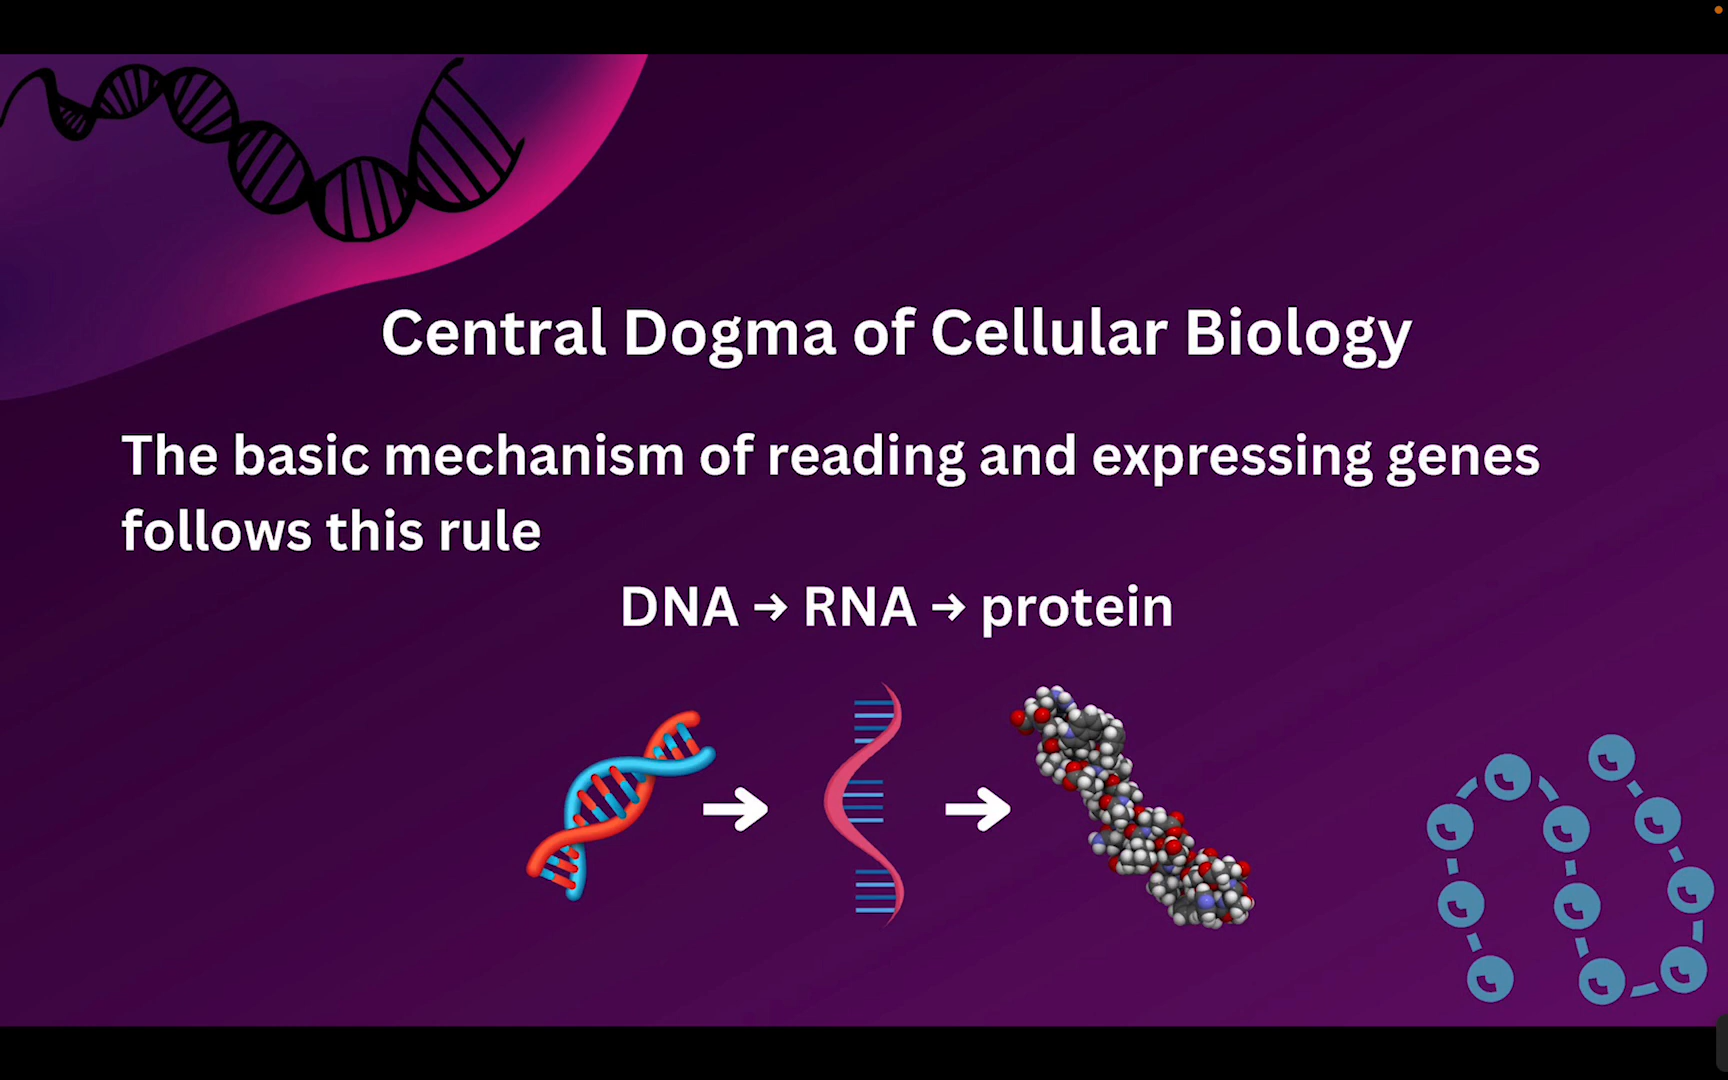 Central Dogma of Cellular Biology
The basic mechanism of reading and expressing genes
follows this rule
DNA → RNA → protein